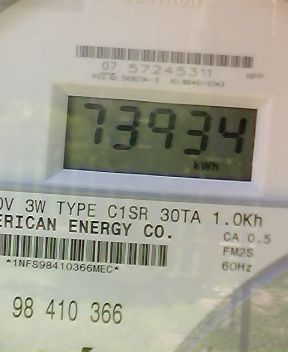 07 57245311
73934
kWh
0V 3W TYPE C1SR 30TA 1.0Kh
ERICAN ENERGY CO.
CA 0.5
FM2S
60Hz
*1NFS98410366MEC*
98 410 366